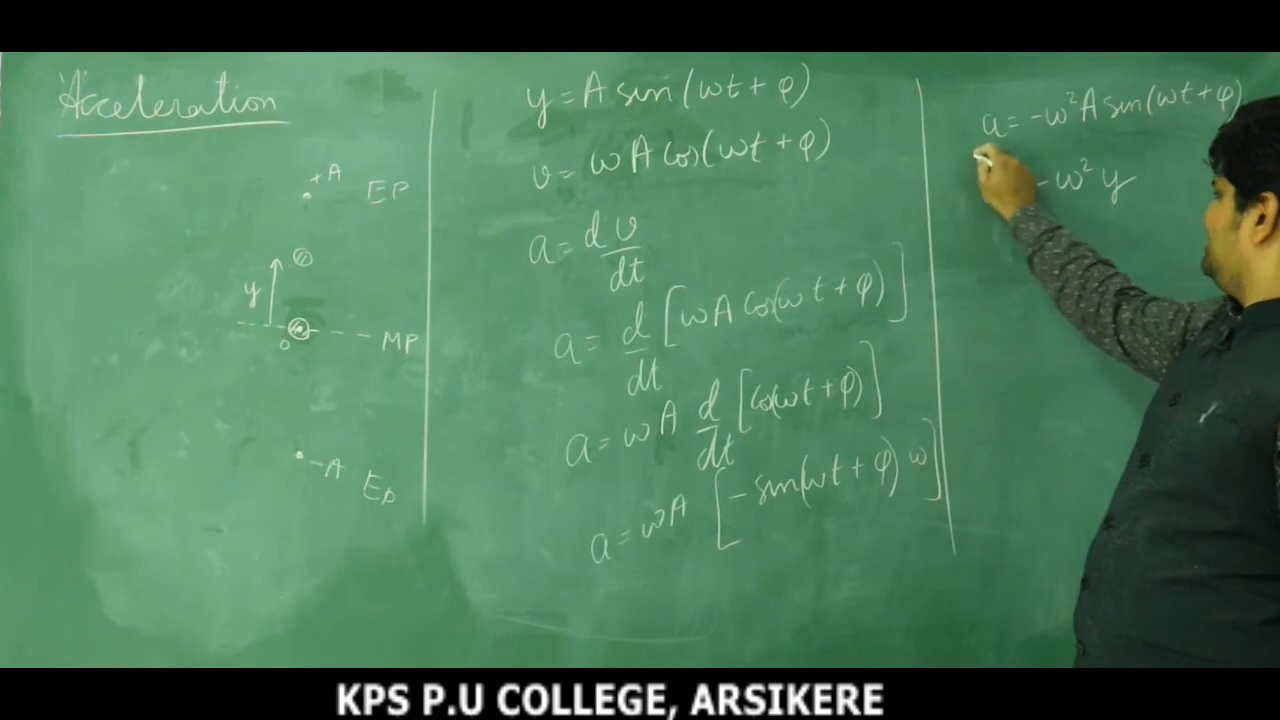 Acceleration
+A EP
y
O
MP
-A EP
y = A sin(ωt + φ)
v = ωA cos(ωt + φ)
a = dv/dt
a = d/dt [ωA cos(ωt + φ)]
a = ωA d/dt [cos(ωt + φ)]
a = ωA [- sin(ωt + φ) ω]
a = -ω²A sin(ωt + φ)
-ω² y
KPS P.U COLLEGE, ARSIKERE